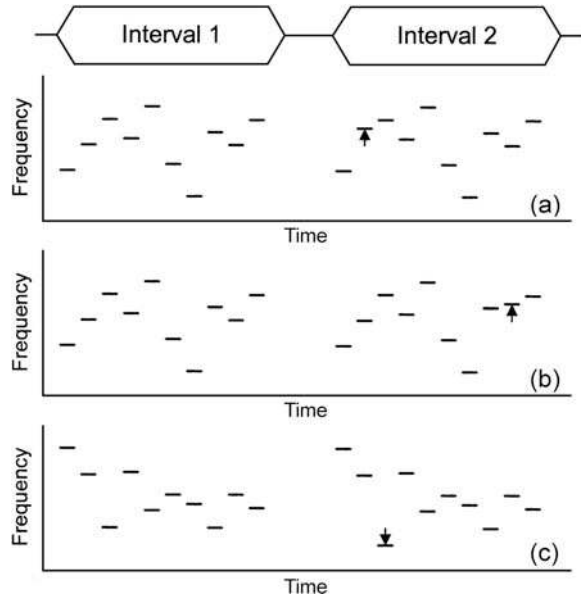 Interval 1 Interval 2
Frequency
(a)
Time
Frequency
(b)
Time
Frequency
(c)
Time